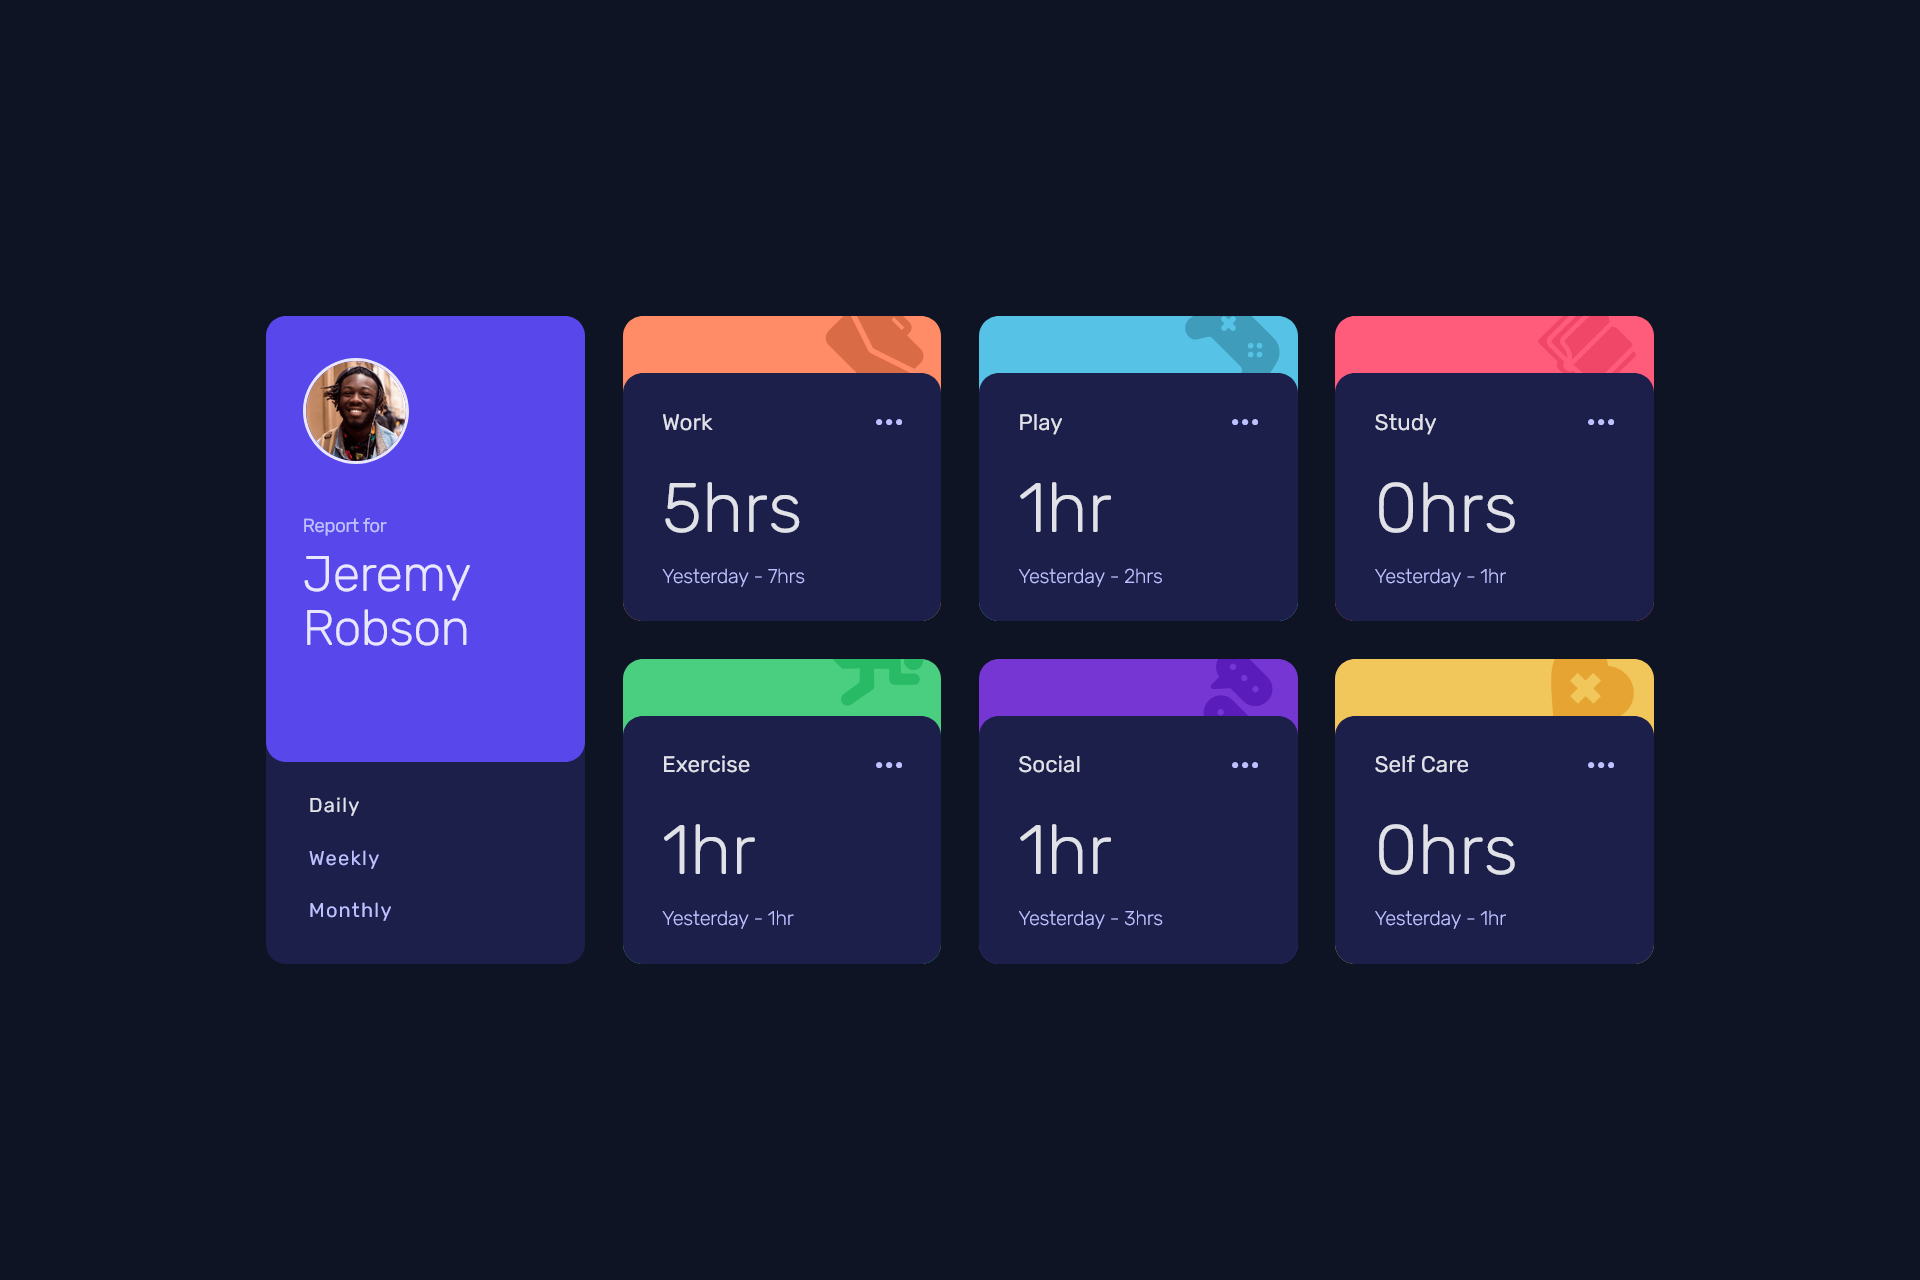 Report for
Jeremy
Robson
Daily
Weekly
Monthly
Work
5hrs
Yesterday - 7hrs
Play
1hr
Yesterday - 2hrs
Study
0hrs
Yesterday - 1hr
Exercise
1hr
Yesterday - 1hr
Social
1hr
Yesterday - 3hrs
Self Care
0hrs
Yesterday - 1hr